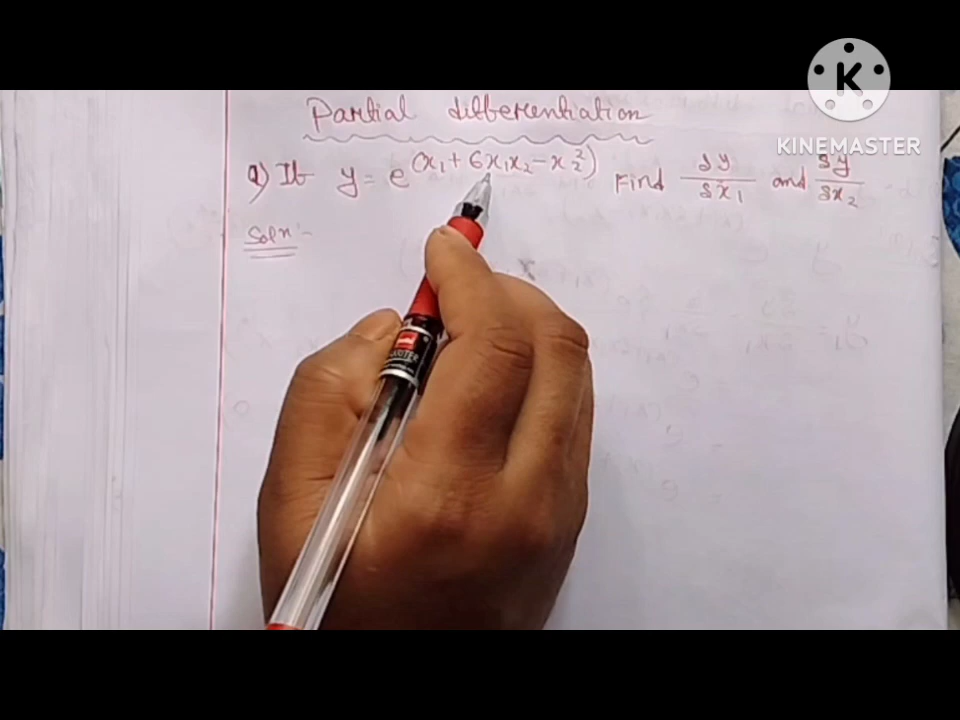 Partial differentiation
Q) If y = e^(x₁ + 6x₁x₂ - x₂²) Find δy/δx₁ and δy/δx₂
Solⁿ:-
K
KINEMASTER